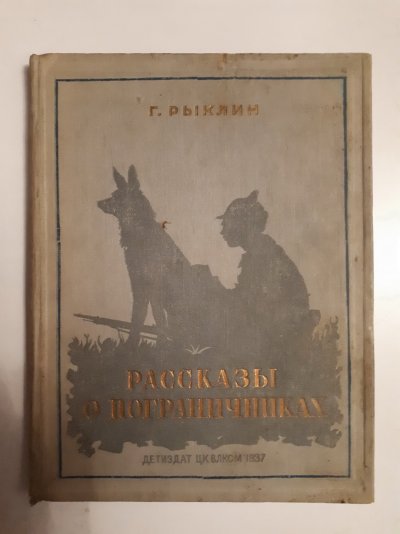 Г. РЫКЛИН
РАССКАЗЫ
О ПОГРАНИЧНИКАХ
ДЕТИЗДАТ ЦК ВЛКСМ 1937